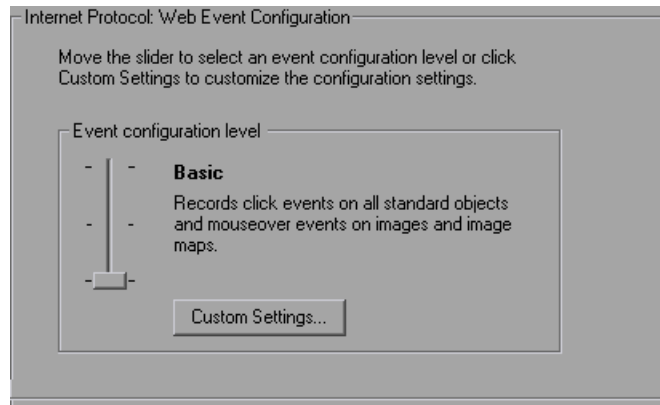 Internet Protocol: Web Event Configuration
Move the slider to select an event configuration level or click
Custom Settings to customize the configuration settings.
Event configuration level
Basic
Records click events on all standard objects
and mouseover events on images and image
maps.
Custom Settings...